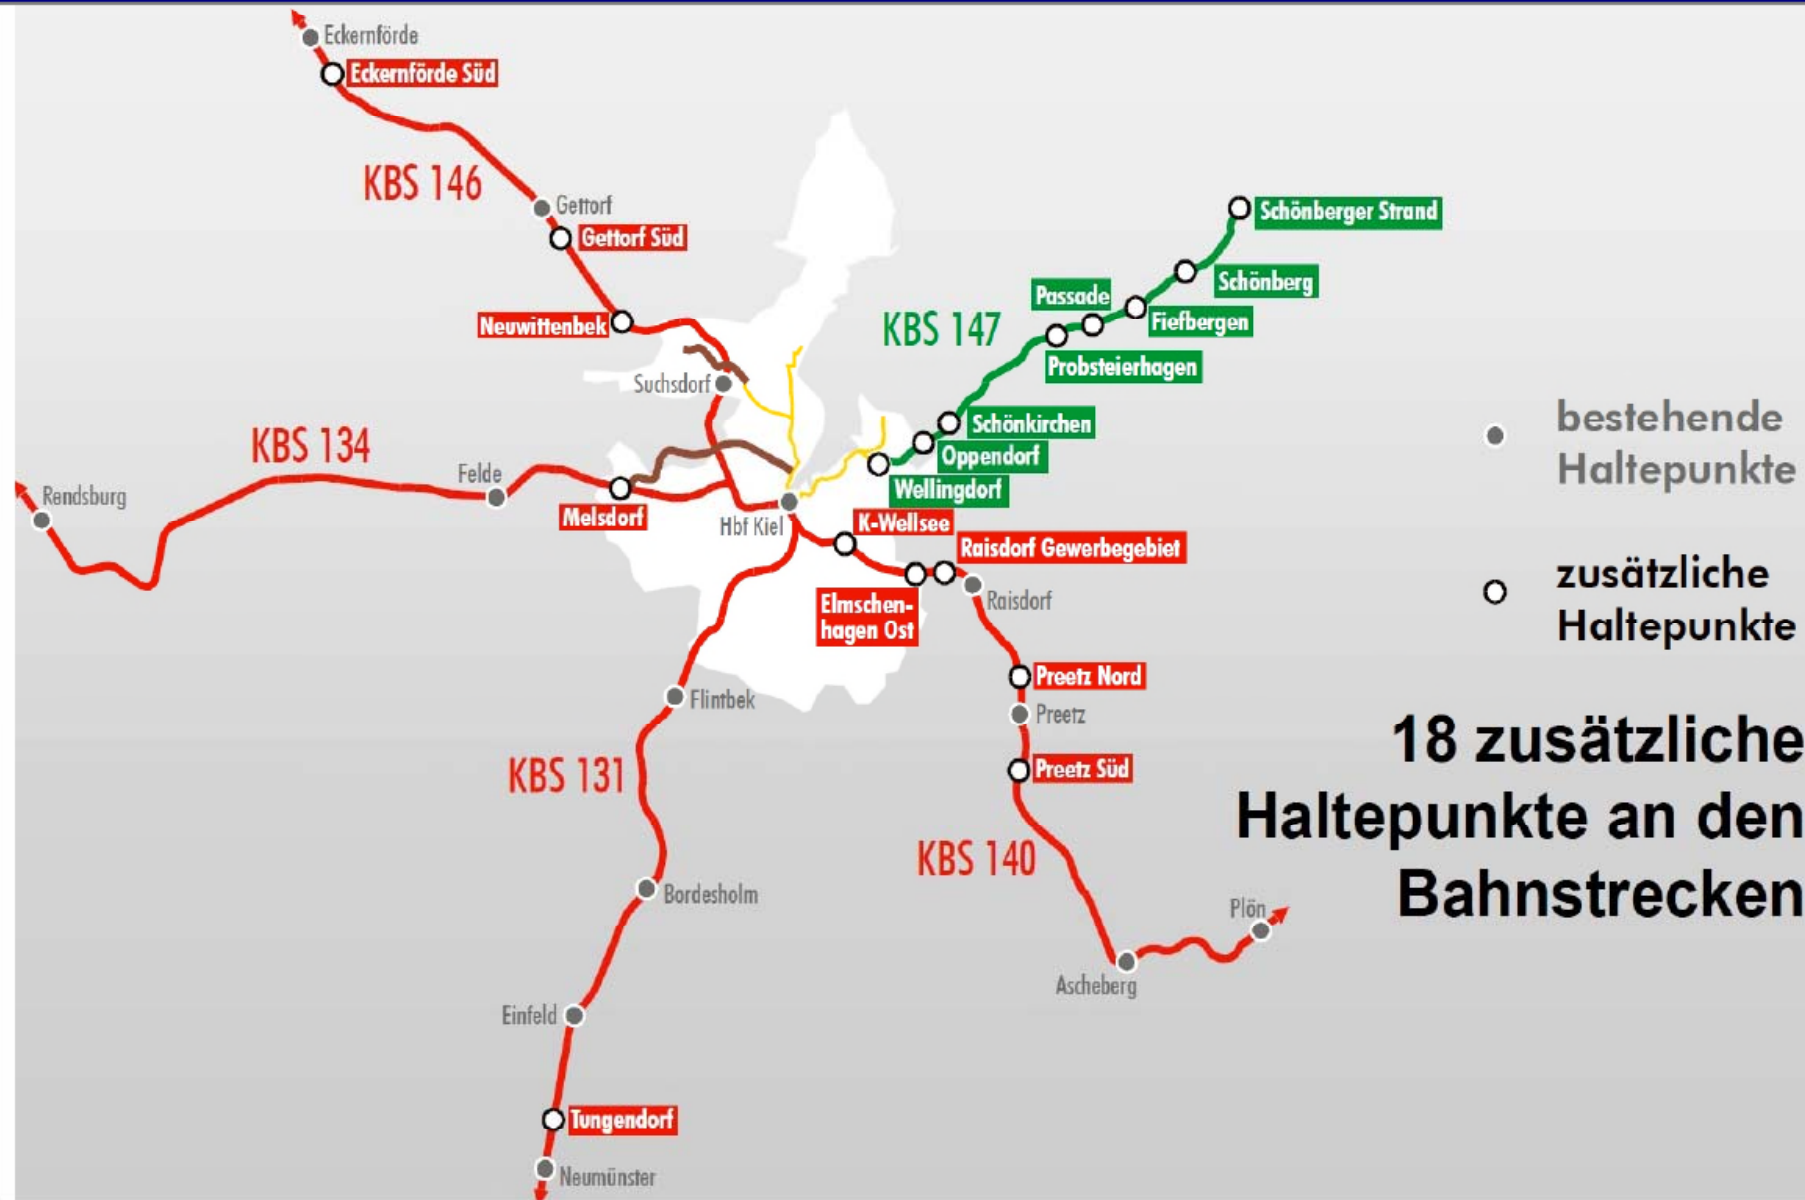 Eckernförde
Eckernförde Süd
KBS 146
Gettorf
Gettorf Süd
Neuwittenbek
Suchsdorf
KBS 134
Rendsburg
Felde
Melsdorf
Hbf Kiel
KBS 147
Schönberger Strand
Schönberg
Passade
Fiefbergen
Probsteierhagen
Schönkirchen
Oppendorf
Wellingdorf
K-Wellsee
Raisdorf Gewerbegebiet
Elmschen-
hagen Ost
Raisdorf
Preetz Nord
Preetz
Preetz Süd
KBS 140
Plön
Ascheberg
Flintbek
KBS 131
Bordesholm
Einfeld
Tungendorf
Neumünster
bestehende
Haltepunkte
zusätzliche
Haltepunkte
18 zusätzliche
Haltepunkte an den
Bahnstrecken